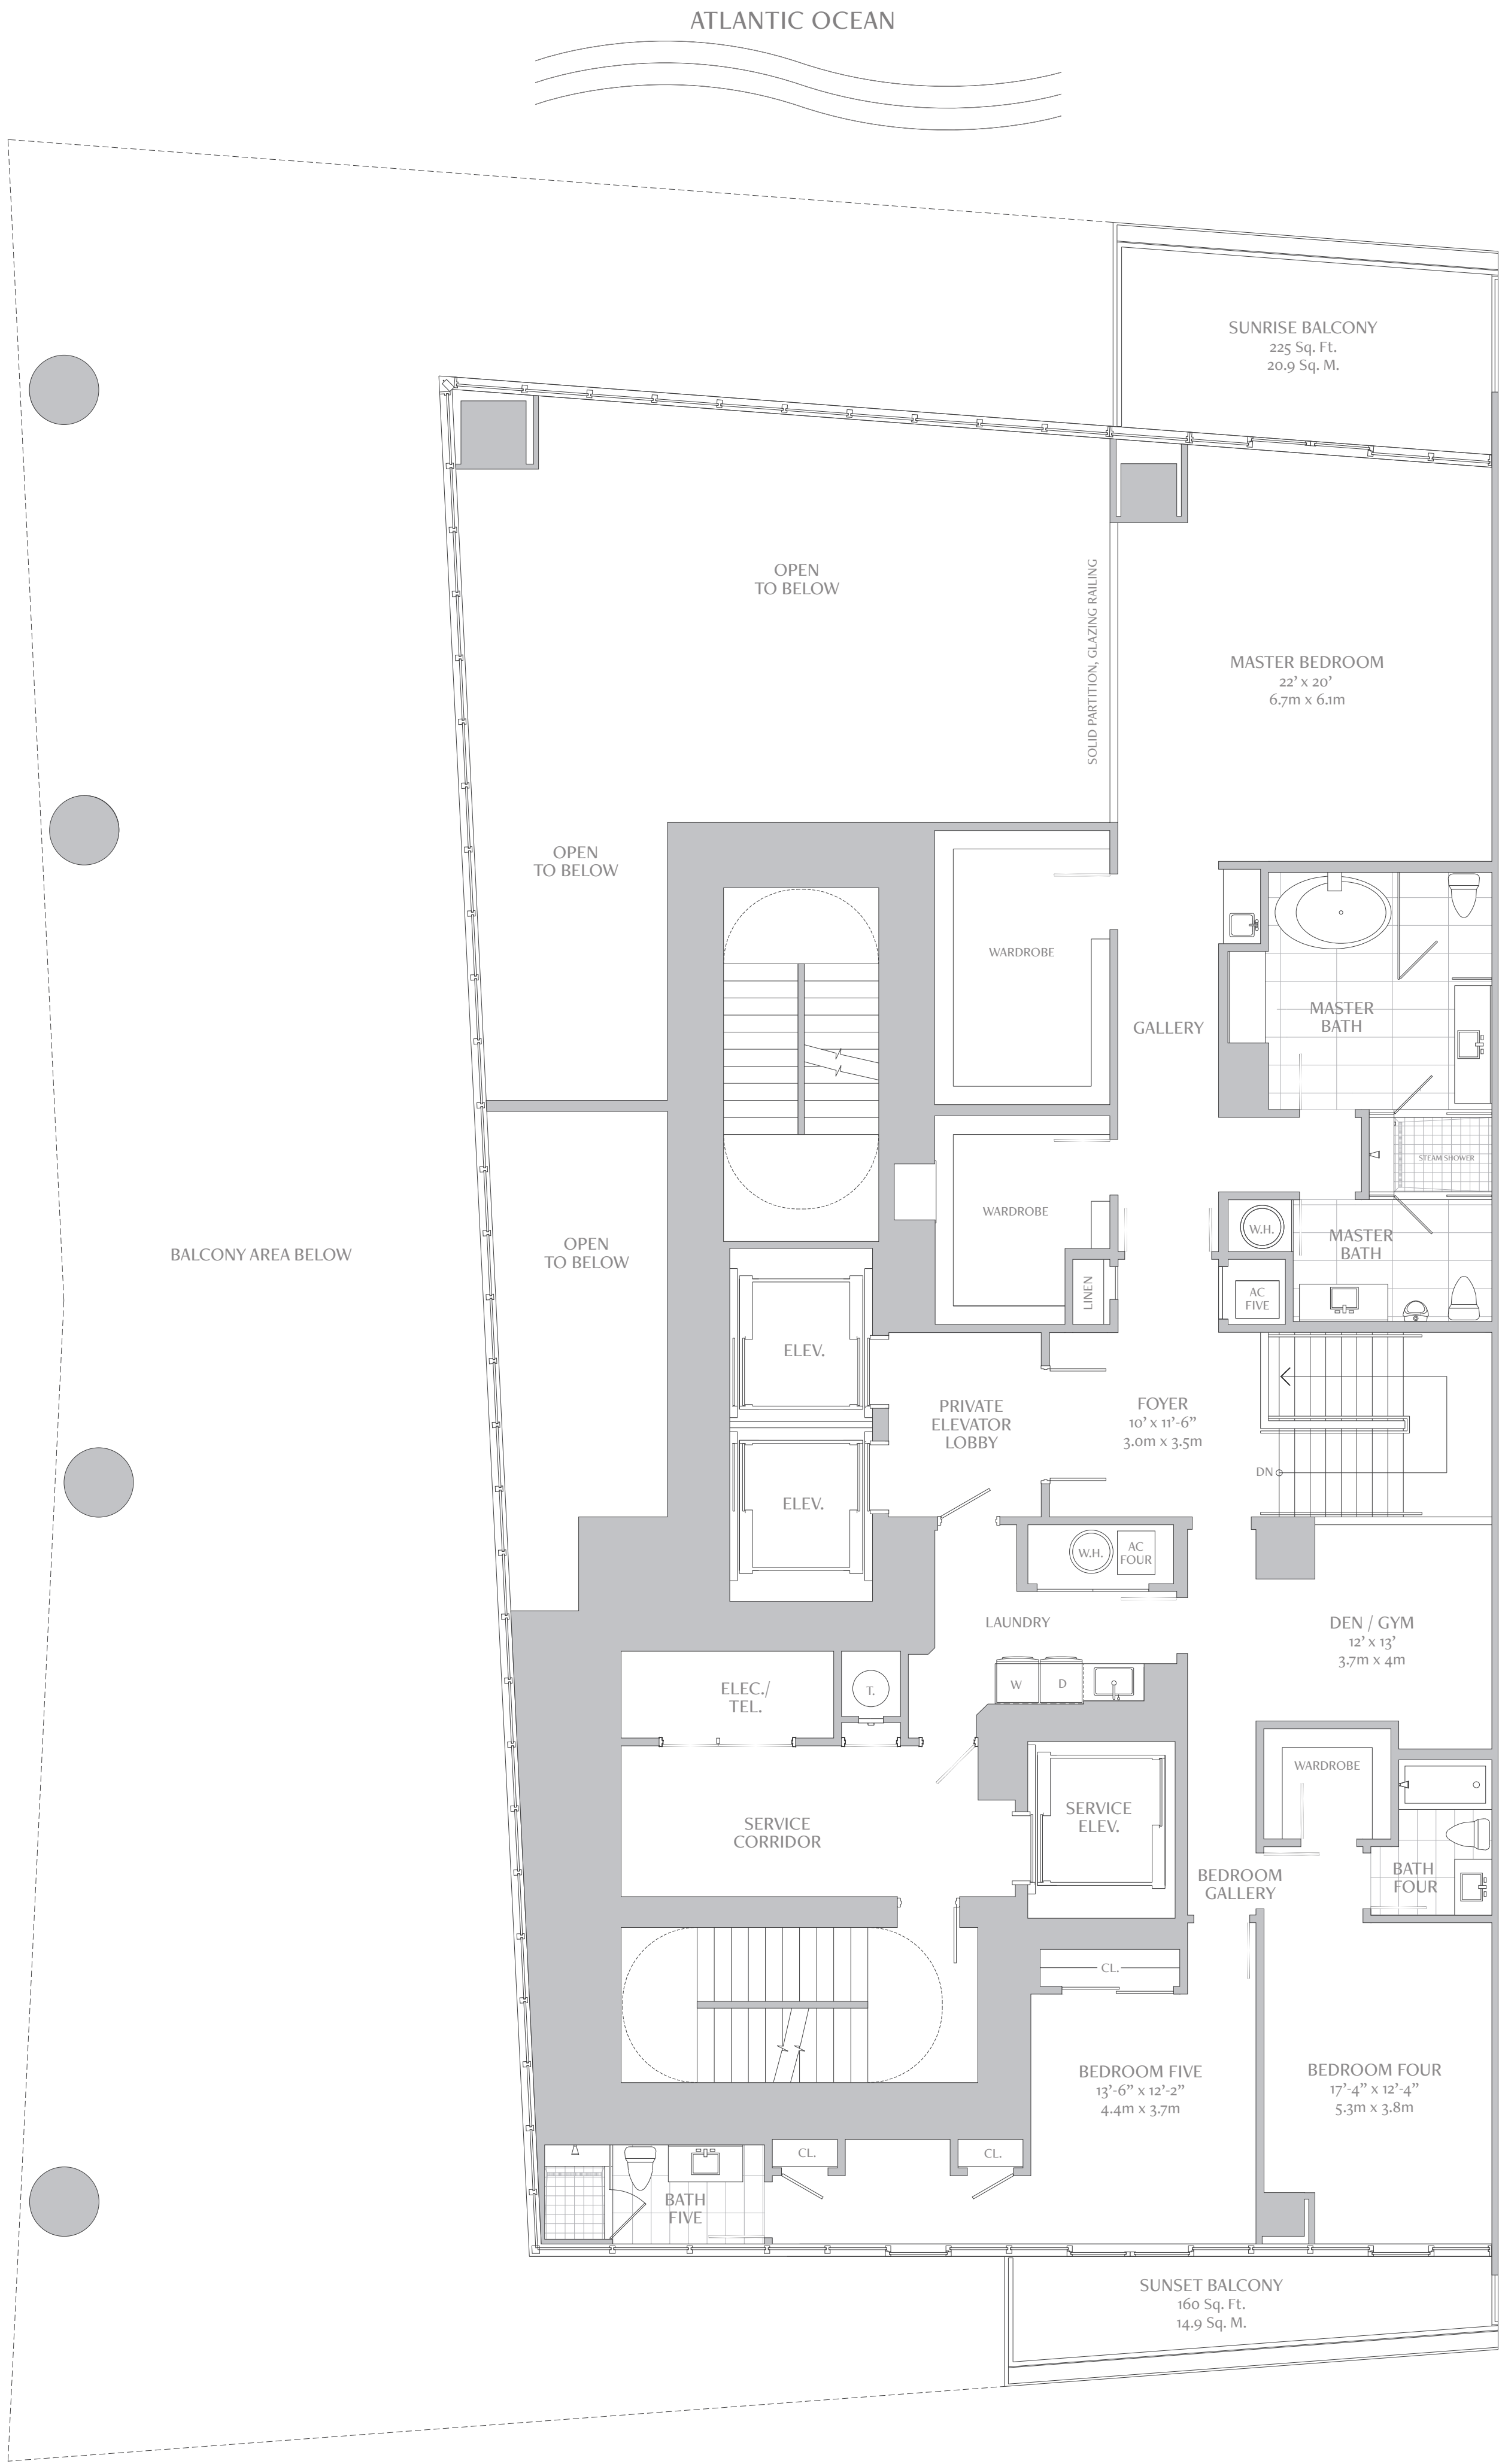 ATLANTIC OCEAN
SUNRISE BALCONY
225 Sq. Ft.
20.9 Sq. M.
OPEN
TO BELOW
SOLID PARTITION, GLAZING RAILING
MASTER BEDROOM
22’ x 20’
6.7m x 6.1m
OPEN
TO BELOW
WARDROBE
GALLERY
MASTER
BATH
STEAM SHOWER
WARDROBE
W.H.
MASTER
BATH
BALCONY AREA BELOW
OPEN
TO BELOW
LINEN
AC
FIVE
ELEV.
PRIVATE
ELEVATOR
LOBBY
FOYER
10’ x 11’-6”
3.0m x 3.5m
DN
ELEV.
W.H.
AC
FOUR
LAUNDRY
DEN / GYM
12’ x 13’
3.7m x 4m
ELEC./
TEL.
T.
W
D
WARDROBE
SERVICE
CORRIDOR
SERVICE
ELEV.
BEDROOM
GALLERY
BATH
FOUR
CL.
BEDROOM FIVE
13’-6” x 12’-2”
4.4m x 3.7m
BEDROOM FOUR
17’-4” x 12’-4”
5.3m x 3.8m
CL.
CL.
BATH
FIVE
SUNSET BALCONY
160 Sq. Ft.
14.9 Sq. M.